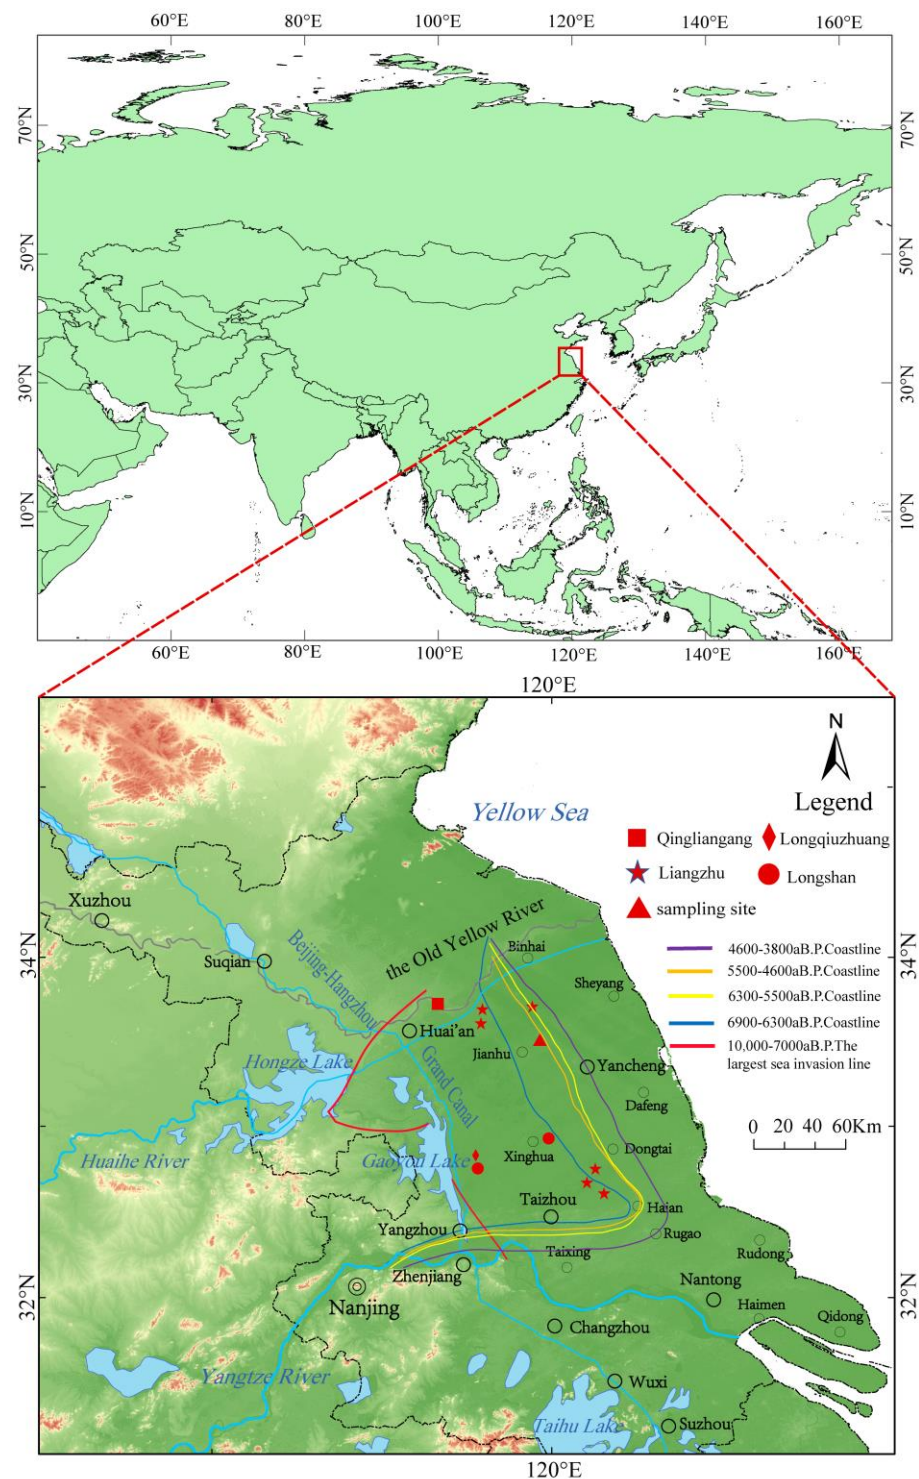 60°E 80°E 100°E 120°E 140°E 160°E
70°N 70°N
50°N 50°N
30°N 30°N
10°N 10°N
60°E 80°E 100°E 120°E 140°E 160°E
120°E
N
Legend
Yellow Sea
Qingliangang Longqiuzhuang
Liangzhu Longshan
sampling site
4600-3800aB.P.Coastline
5500-4600aB.P.Coastline
6300-5500aB.P.Coastline
6900-6300aB.P.Coastline
10,000-7000aB.P.The
largest sea invasion line
0 20 40 60Km
Xuzhou
Suqian
Beijing-Hangzhou
Grand Canal
the Old Yellow River
Binhai
34°N 34°N
Sheyang
Huai'an
Jianhu
Hongze Lake
Yancheng
Dafeng
Huaihe River
Gaoyou Lake
Xinghua
Dongtai
Taizhou
Haian
Yangzhou
Rugao
Taixing
Rudong
Zhenjiang
Nantong
32°N 32°N
Nanjing
Haimen
Qidong
Changzhou
Yangtze River
Wuxi
Taihu Lake
Suzhou
120°E